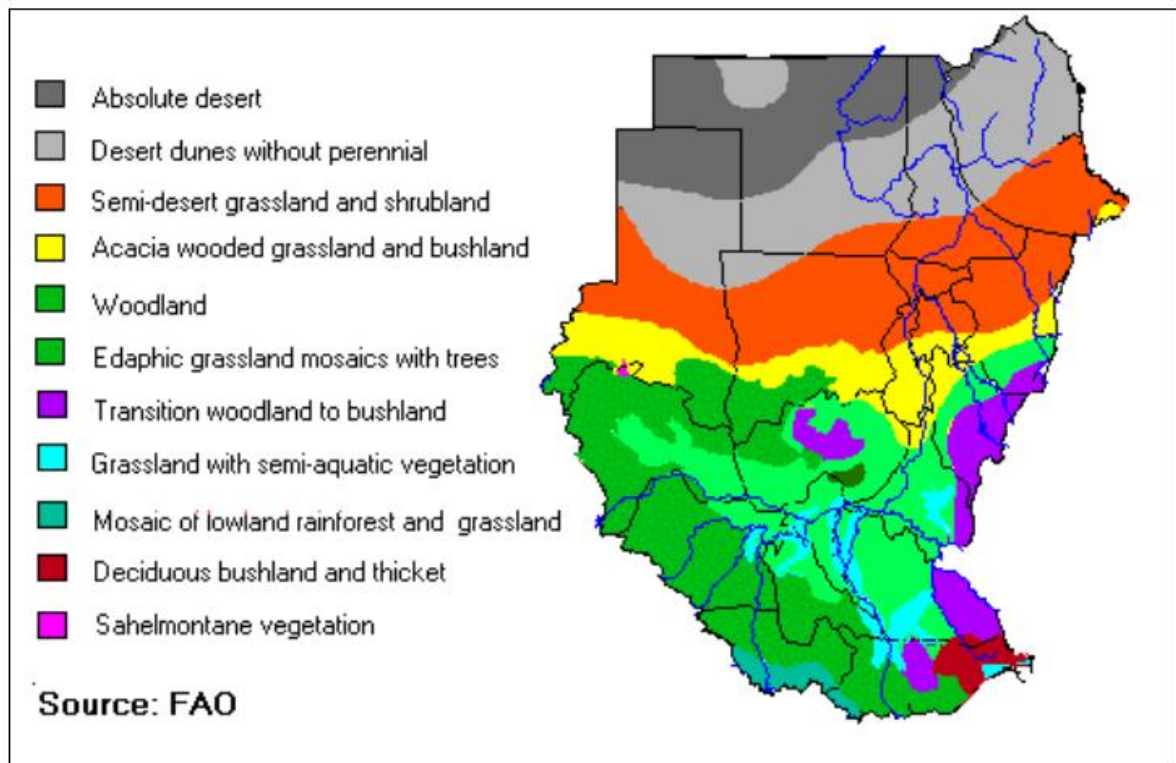 Absolute desert
Desert dunes without perennial
Semi-desert grassland and shrubland
Acacia wooded grassland and bushland
Woodland
Edaphic grassland mosaics with trees
Transition woodland to bushland
Grassland with semi-aquatic vegetation
Mosaic of lowland rainforest and grassland
Deciduous bushland and thicket
Sahelmontane vegetation
Source: FAO